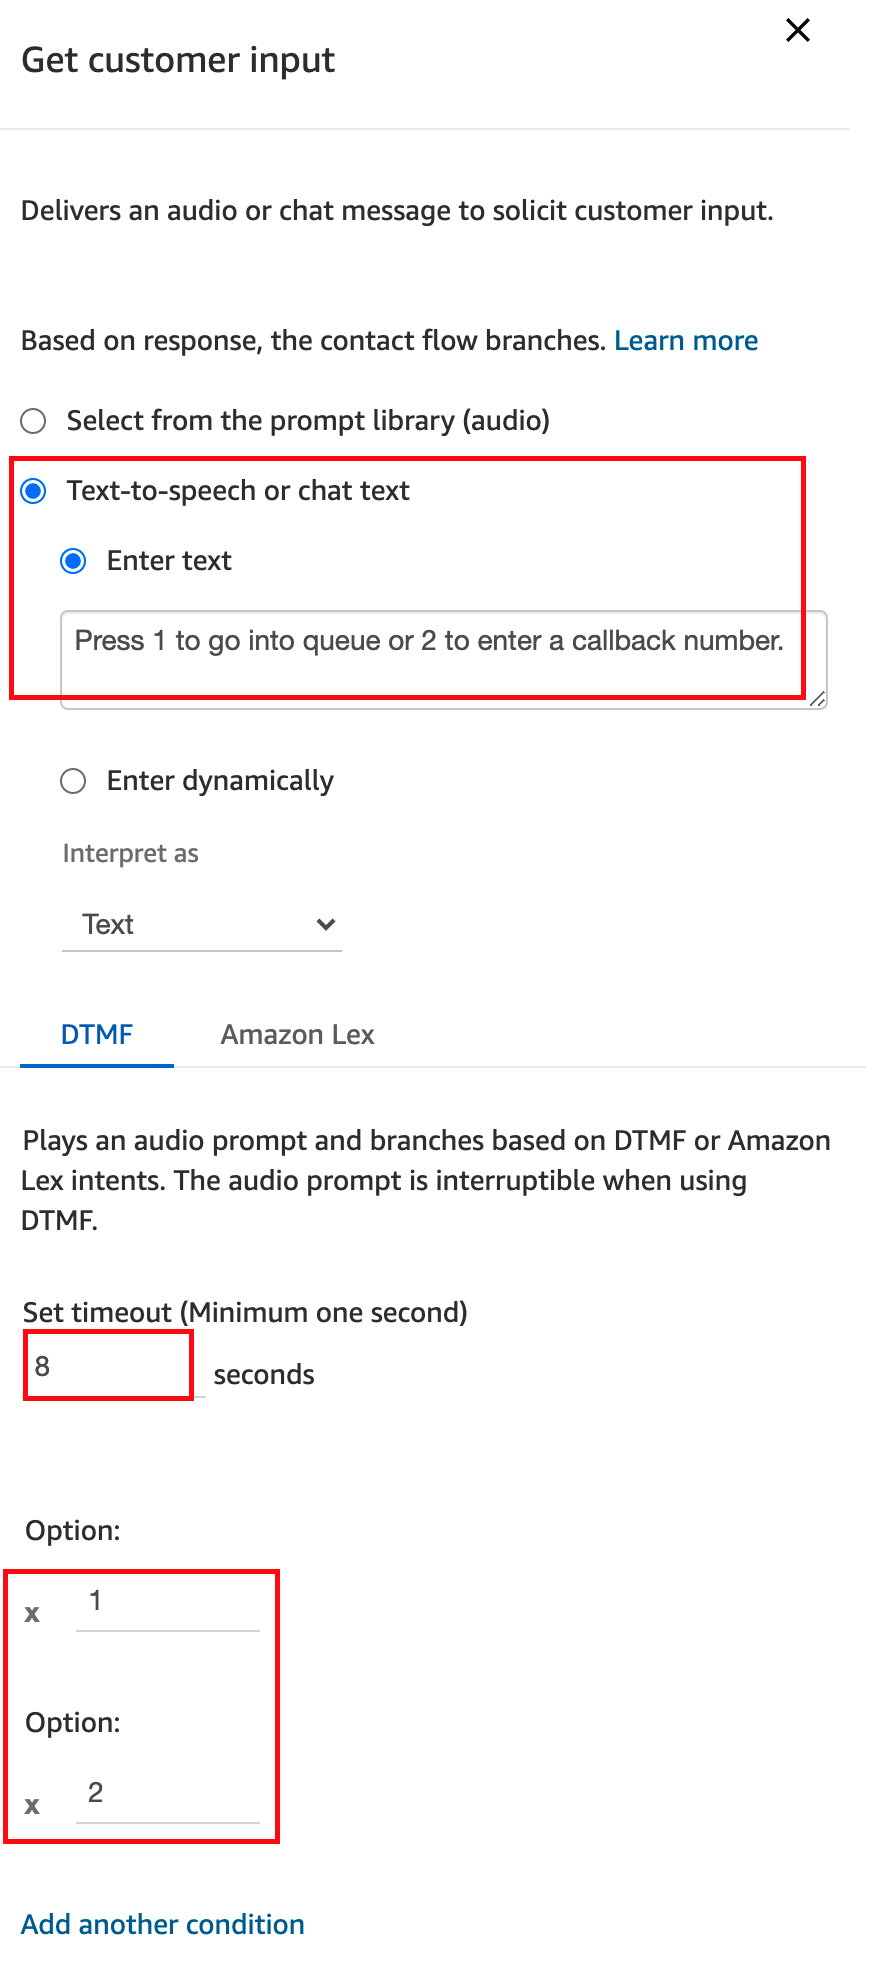 Get customer input
Delivers an audio or chat message to solicit customer input.
Based on response, the contact flow branches. Learn more
Select from the prompt library (audio)
Text-to-speech or chat text
Enter text
Press 1 to go into queue or 2 to enter a callback number.
Enter dynamically
Interpret as
Text
DTMF Amazon Lex
Plays an audio prompt and branches based on DTMF or Amazon
Lex intents. The audio prompt is interruptible when using
DTMF.
Set timeout (Minimum one second)
8 seconds
Option:
x 1
Option:
x 2
Add another condition